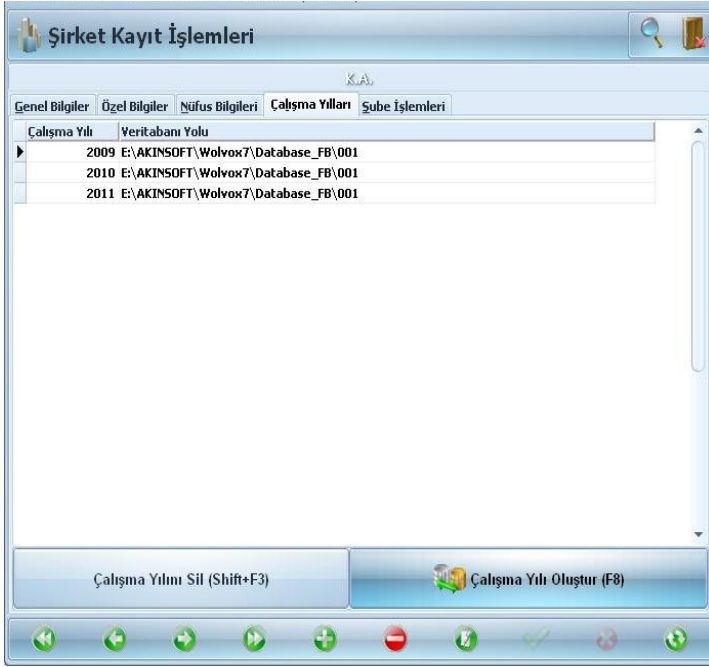 Şirket Kayıt İşlemleri
K.A.
Genel Bilgiler Özel Bilgiler Nüfus Bilgileri Çalışma Yılları Şube İşlemleri
Çalışma Yılı Veritabanı Yolu
2009 E:\AKINSOFT\Wolvox7\Database_FB\001
2010 E:\AKINSOFT\Wolvox7\Database_FB\001
2011 E:\AKINSOFT\Wolvox7\Database_FB\001
Çalışma Yılını Sil (Shift+F3) Çalışma Yılı Oluştur (F8)